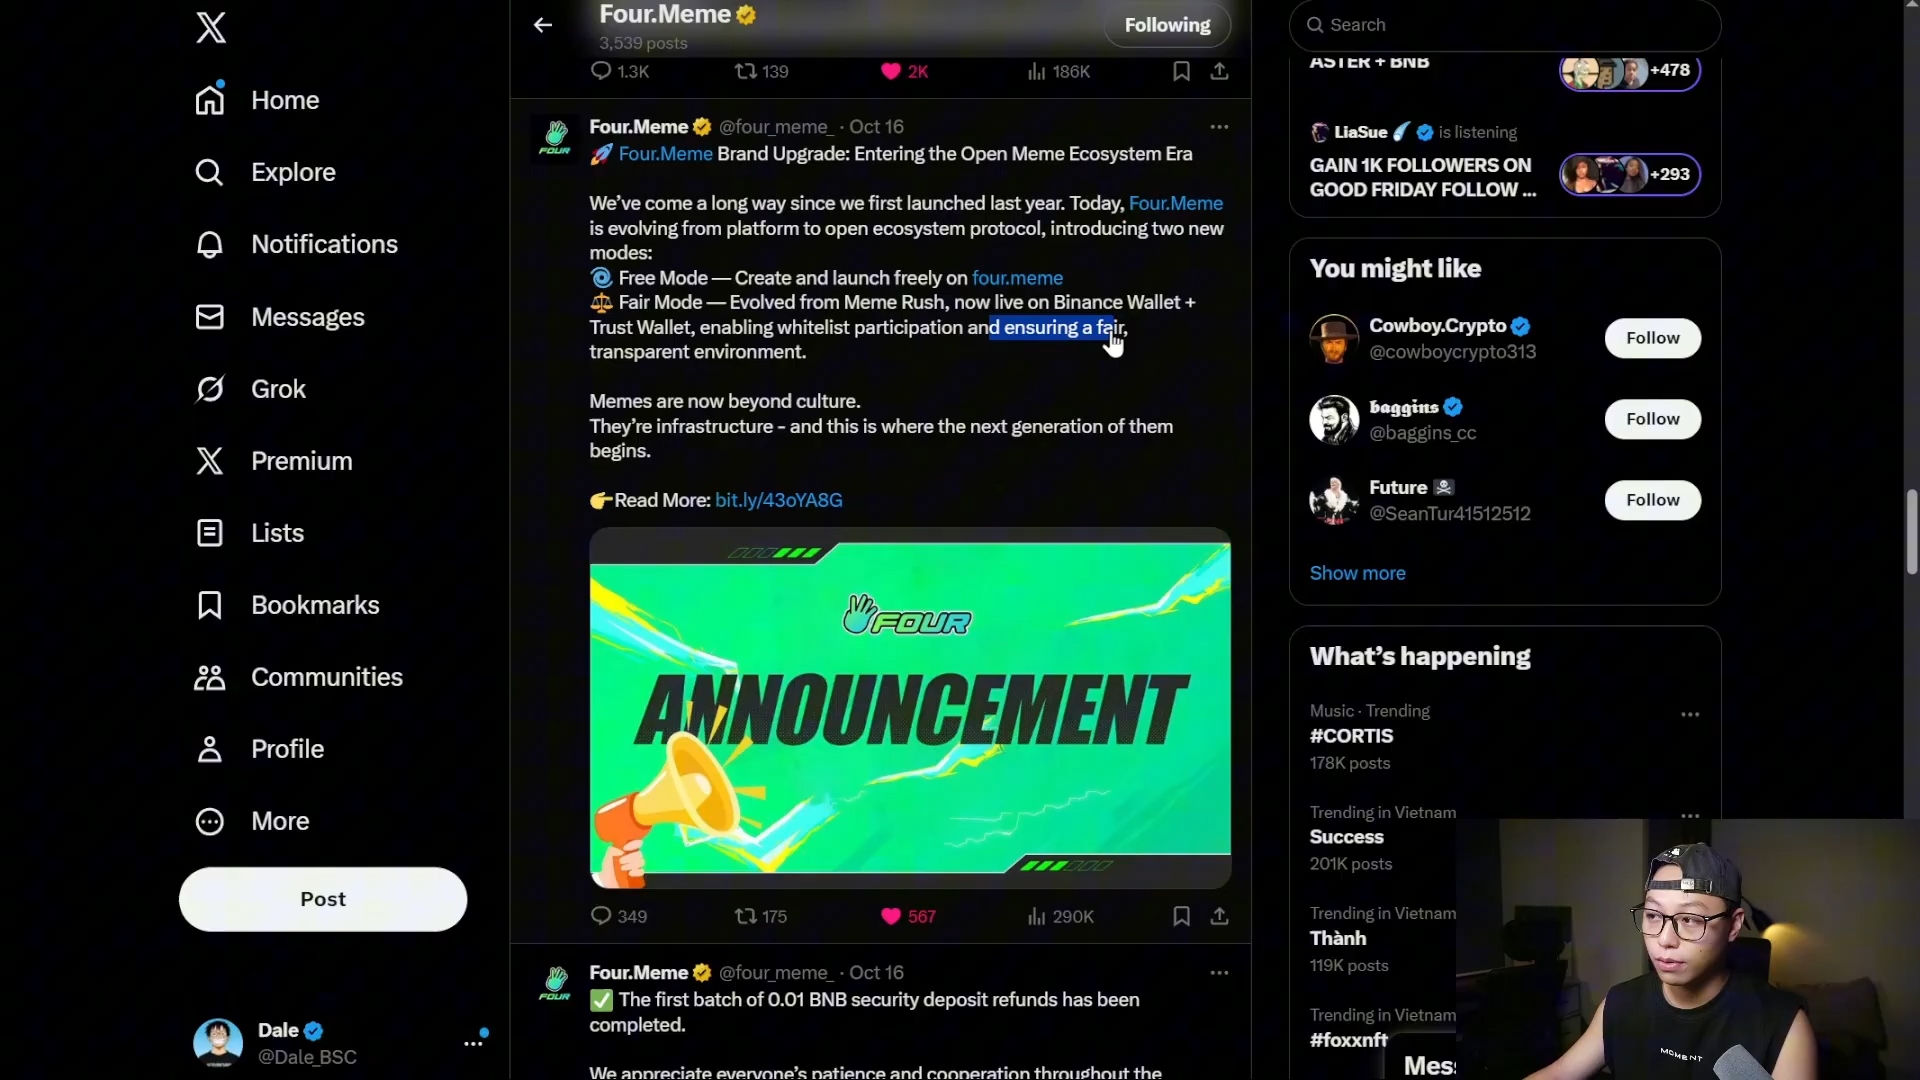 Home
Explore
Notifications
Messages
Grok
Premium
Lists
Bookmarks
Communities
Profile
More
Post
Dale
@Dale_BSC
Four.Meme
3,539 posts
Following
1.3K 139 2K 186K
Four.Meme @four_meme_ · Oct 16
🚀 Four.Meme Brand Upgrade: Entering the Open Meme Ecosystem Era
We've come a long way since we first launched last year. Today, Four.Meme
is evolving from platform to open ecosystem protocol, introducing two new
modes:
🌀 Free Mode — Create and launch freely on four.meme
⚖️ Fair Mode — Evolved from Meme Rush, now live on Binance Wallet +
Trust Wallet, enabling whitelist participation and ensuring a fair,
transparent environment.
Memes are now beyond culture.
They're infrastructure - and this is where the next generation of them
begins.
👉Read More: bit.ly/43oYA8G
FOUR
ANNOUNCEMENT
349 175 567 290K
Four.Meme @four_meme_ · Oct 16
✅ The first batch of 0.01 BNB security deposit refunds has been
completed.
We appreciate everyone's patience and cooperation throughout the
Search
ASTER + BNB
+478
LiaSue is listening
GAIN 1K FOLLOWERS ON
GOOD FRIDAY FOLLOW ...
+293
You might like
Cowboy.Crypto
@cowboycrypto313
Follow
baggins
@baggins_cc
Follow
Future
@SeanTur41512512
Follow
Show more
What's happening
Music · Trending
#CORTIS
178K posts
Trending in Vietnam
Success
201K posts
Trending in Vietnam
Thành
119K posts
Trending in Vietnam
#foxxnft
Mess
MOMENT